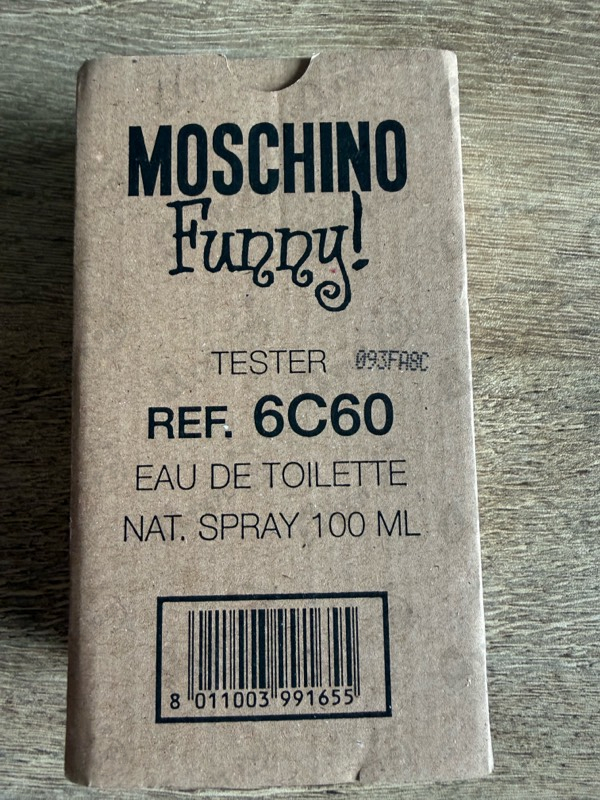 MOSCHINO
Funny!
TESTER 093FA8C
REF. 6C60
EAU DE TOILETTE
NAT. SPRAY 100 ML
8 011003 991655